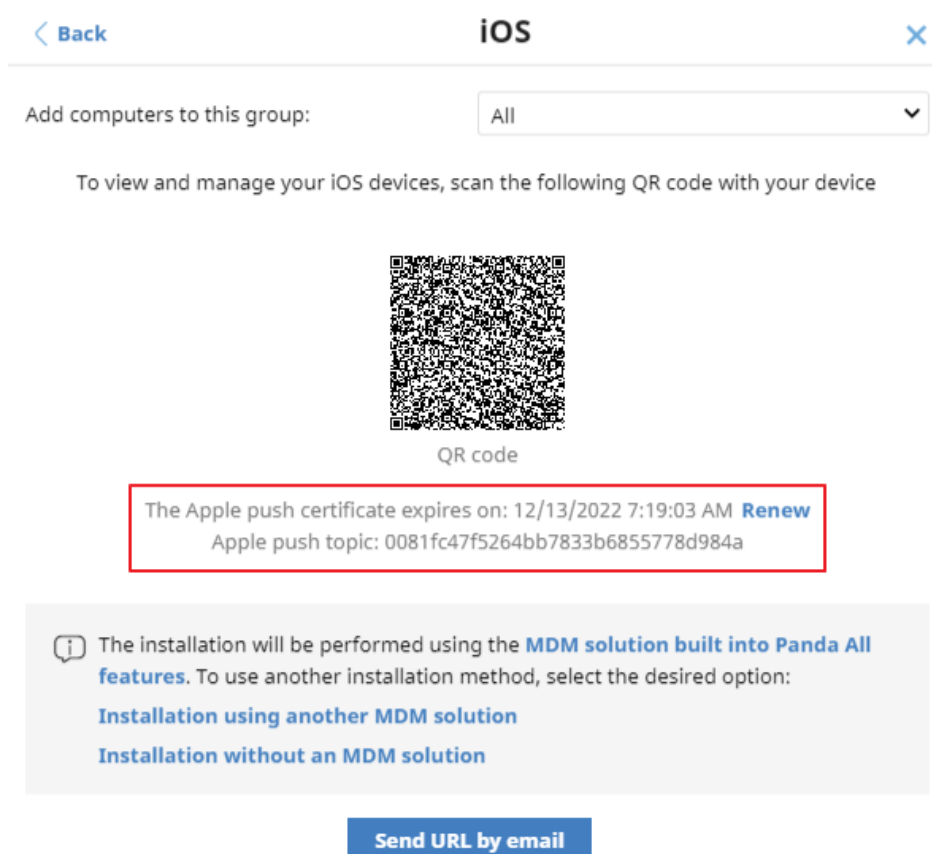 Back
iOS
Add computers to this group:
All
To view and manage your iOS devices, scan the following QR code with your device
QR code
The Apple push certificate expires on: 12/13/2022 7:19:03 AM Renew
Apple push topic: 0081fc47f5264bb7833b6855778d984a
The installation will be performed using the MDM solution built into Panda All
features. To use another installation method, select the desired option:
Installation using another MDM solution
Installation without an MDM solution
Send URL by email